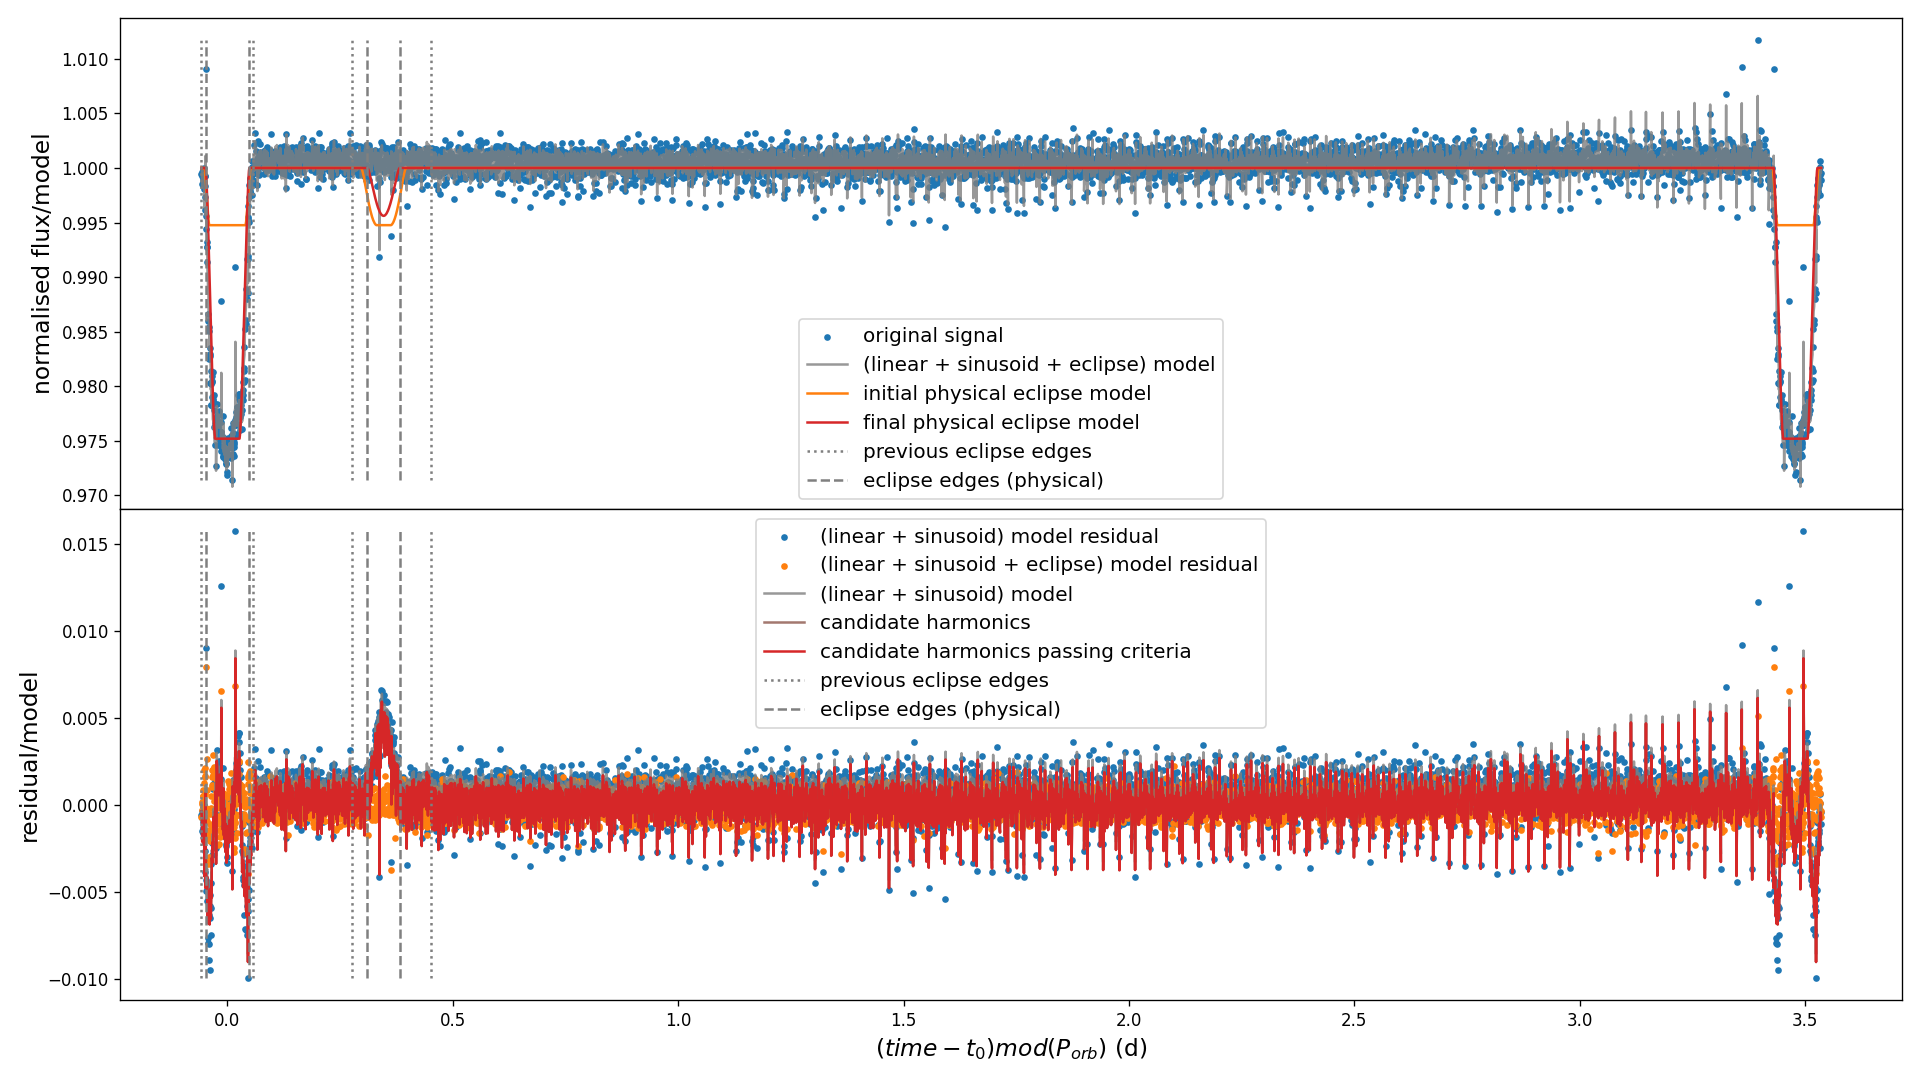 normalised flux/model
1.010
1.005
1.000
0.995
0.990
0.985
0.980
0.975
0.970
original signal
(linear + sinusoid + eclipse) model
initial physical eclipse model
final physical eclipse model
previous eclipse edges
eclipse edges (physical)
residual/model
0.015
0.010
0.005
0.000
−0.005
−0.010
(linear + sinusoid) model residual
(linear + sinusoid + eclipse) model residual
(linear + sinusoid) model
candidate harmonics
candidate harmonics passing criteria
previous eclipse edges
eclipse edges (physical)
0.0 0.5 1.0 1.5 2.0 2.5 3.0 3.5
(time − t₀)mod(P_orb) (d)